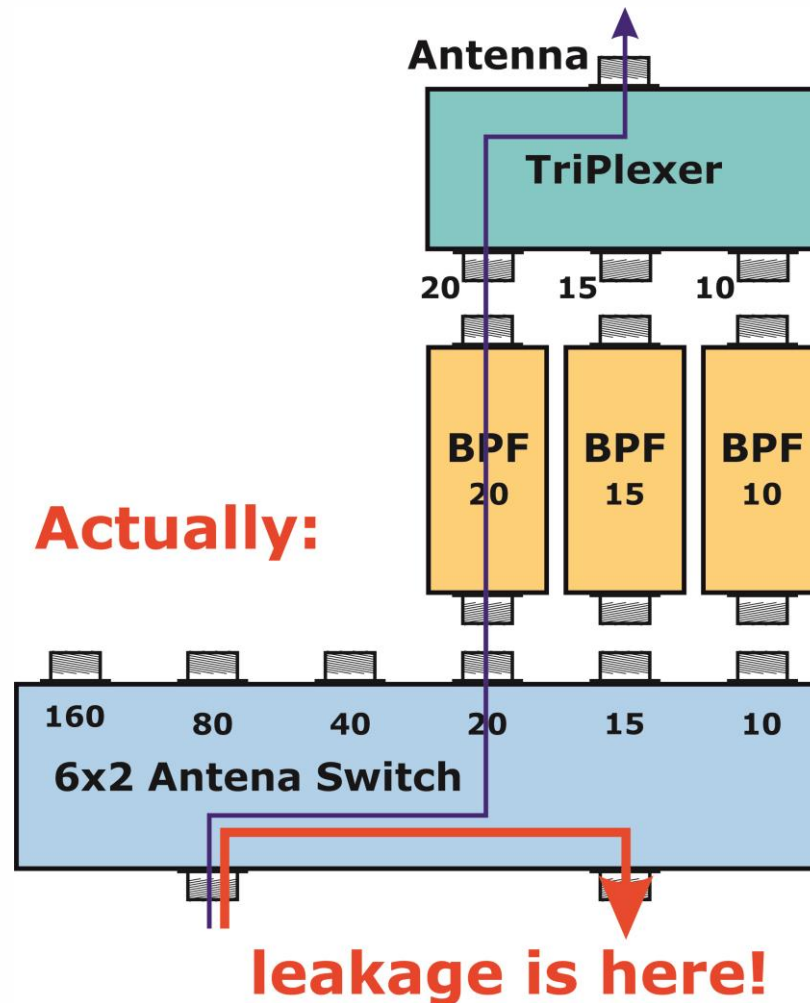 Antenna
TriPlexer
20 15 10
BPF BPF BPF
20 15 10
Actually:
160 80 40 20 15 10
6x2 Antena Switch
leakage is here!